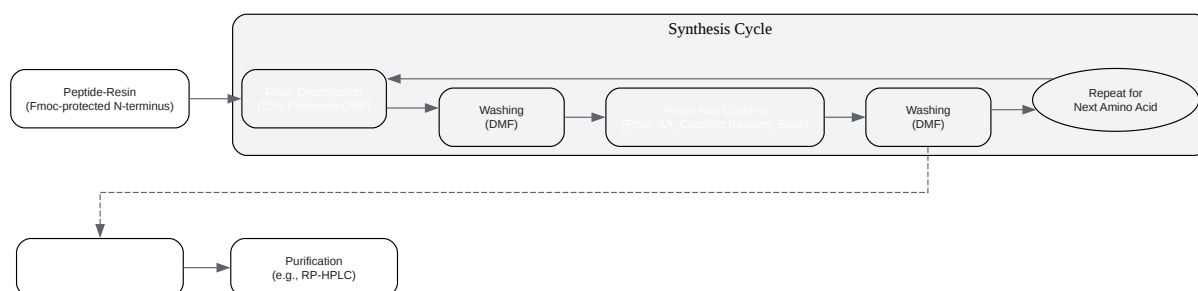 Synthesis Cycle
Peptide-Resin
(Fmoc-protected N-terminus)
Fmoc Deprotection
(20% Piperidine/DMF)
Washing
(DMF)
Amino Acid Coupling
(Fmoc-AA, Coupling Reagent, Base)
Washing
(DMF)
Repeat for
Next Amino Acid
Purification
(e.g., RP-HPLC)